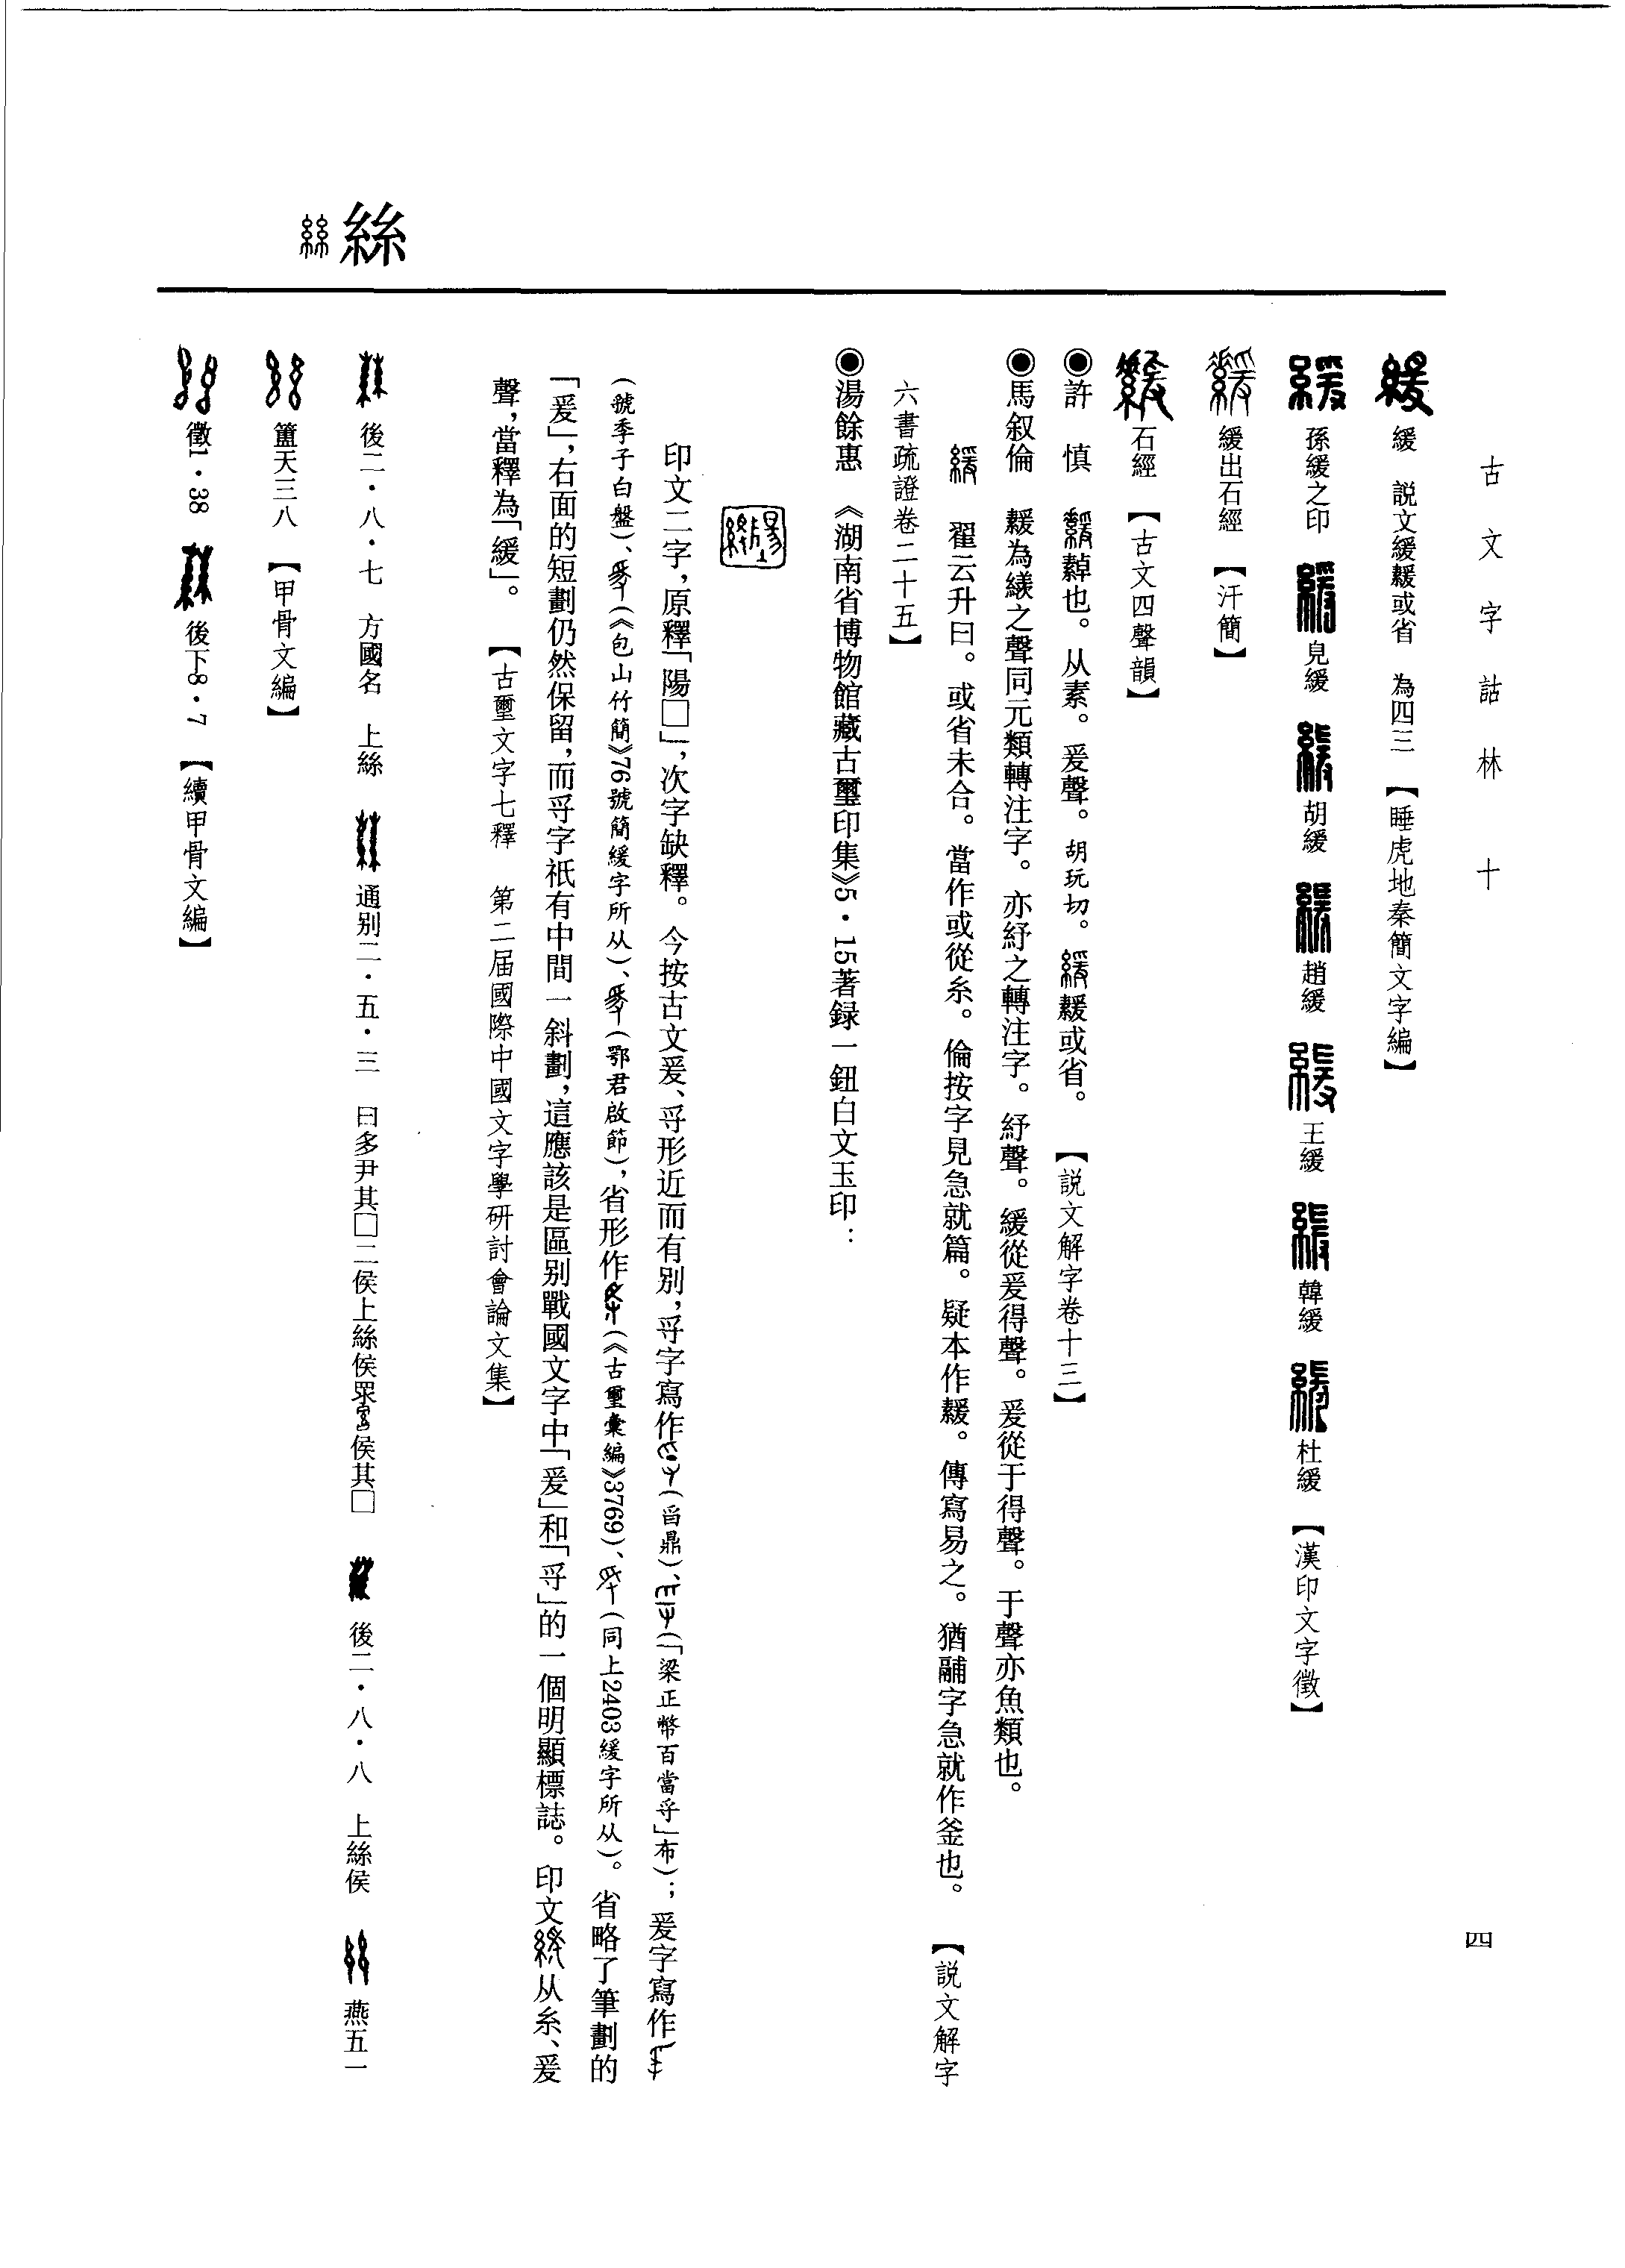 古文字詁林 十
四
緩 説文緩䋿或省 為四三 【睡虎地秦簡文字編】
孫緩之印 皃緩 胡緩 趙緩 王緩 韓緩 杜緩 【漢印文字徵】
緩出石經 【汗簡】
石經 【古文四聲韻】
◉許 慎 䋿也。从素。爰聲。胡玩切。或省。 【説文解字卷十三】
◉馬叙倫 為之聲同元類轉注字。亦紓之轉注字。紓聲。緩從爰得聲。爰從于得聲。于聲亦魚類也。
翟云升曰。或省未合。當作或從糸。倫按字見急就篇。疑本作。傳寫易之。猶鬴字急就作釜也。 【説文解字
六書疏證卷二十五】
◉湯餘惠 《湖南省博物館藏古璽印集》5·15著録一鈕白文玉印：
印文二字，原釋「陽□」，次字缺釋。今按古文爰、寽形近而有别，寽字寫作（舀鼎）、（「梁正幣百當寽」布）；爰字寫作
（虢季子白盤）、（《包山竹簡》76號簡緩字所从）、（鄂君啟節），省形作（《古璽彙編》3769）、（同上2403緩字所从）。省略了筆劃的
「爰」，右面的短劃仍然保留，而寽字衹有中間一斜劃，這應該是區别戰國文字中「爰」和「寽」的一個明顯標誌。印文从糸、爰
聲，當釋為「緩」。 【古璽文字七釋 第二届國際中國文字學研討會論文集】
絲
後二·八·七 方國名 上絲 通别二·五·三 曰多尹其□二侯上絲侯眔侯其□ 後二·八·八 上絲侯 燕五一
簠天三八 【甲骨文編】
徵1·38 後下8·7 【續甲骨文編】